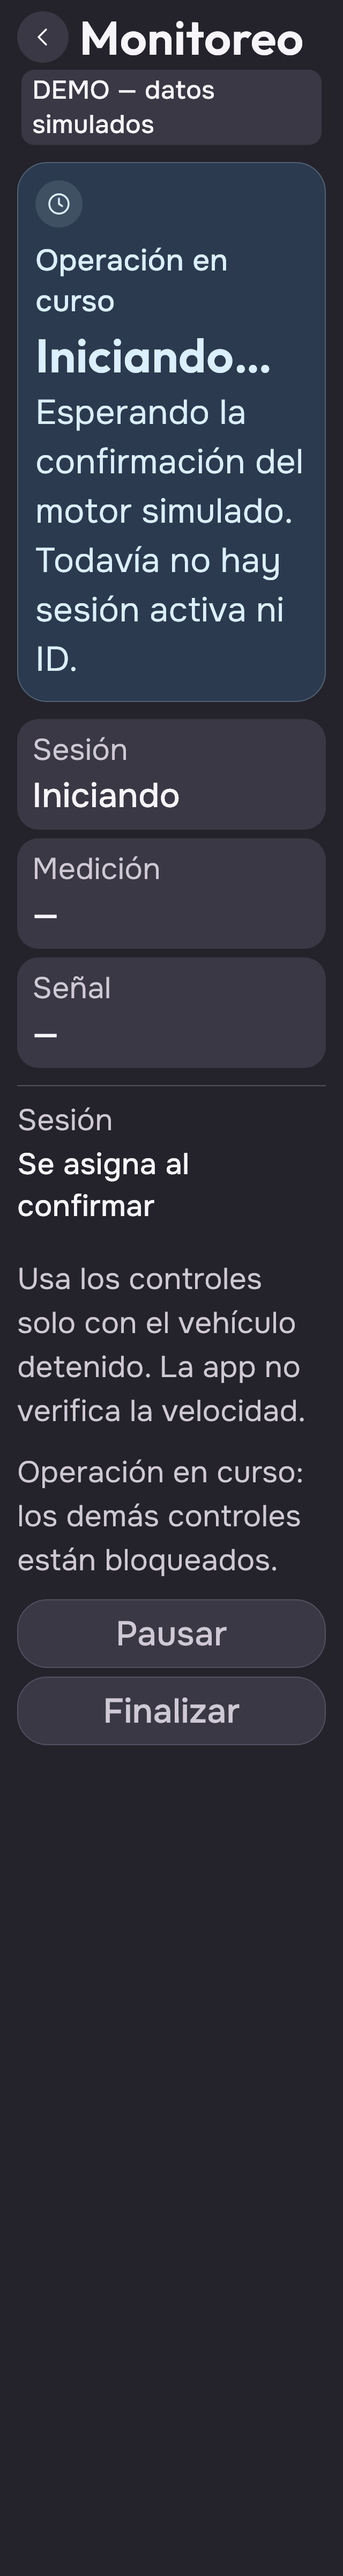 Monitoreo
DEMO — datos
simulados
Operación en
curso
Iniciando...
Esperando la
confirmación del
motor simulado.
Todavía no hay
sesión activa ni
ID.
Sesión
Iniciando
Medición
—
Señal
—
Sesión
Se asigna al
confirmar
Usa los controles
solo con el vehículo
detenido. La app no
verifica la velocidad.
Operación en curso:
los demás controles
están bloqueados.
Pausar
Finalizar